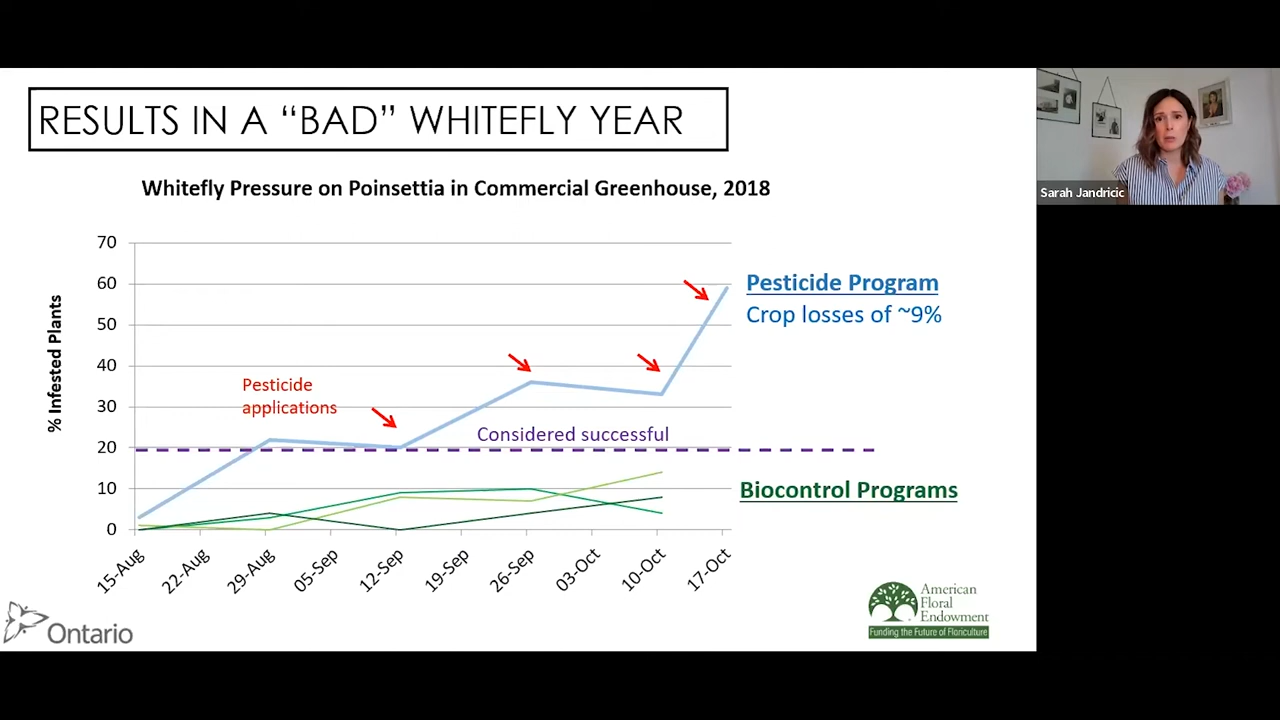 RESULTS IN A “BAD” WHITEFLY YEAR
Sarah Jandricic
Whitefly Pressure on Poinsettia in Commercial Greenhouse, 2018
% Infested Plants
70
60
50
40
30
20
10
0
Pesticide
applications
Considered successful
Pesticide Program
Crop losses of ~9%
Biocontrol Programs
15-Aug
22-Aug
29-Aug
05-Sep
12-Sep
19-Sep
26-Sep
03-Oct
10-Oct
17-Oct
Ontario
American
Floral
Endowment
Funding the Future of Floriculture